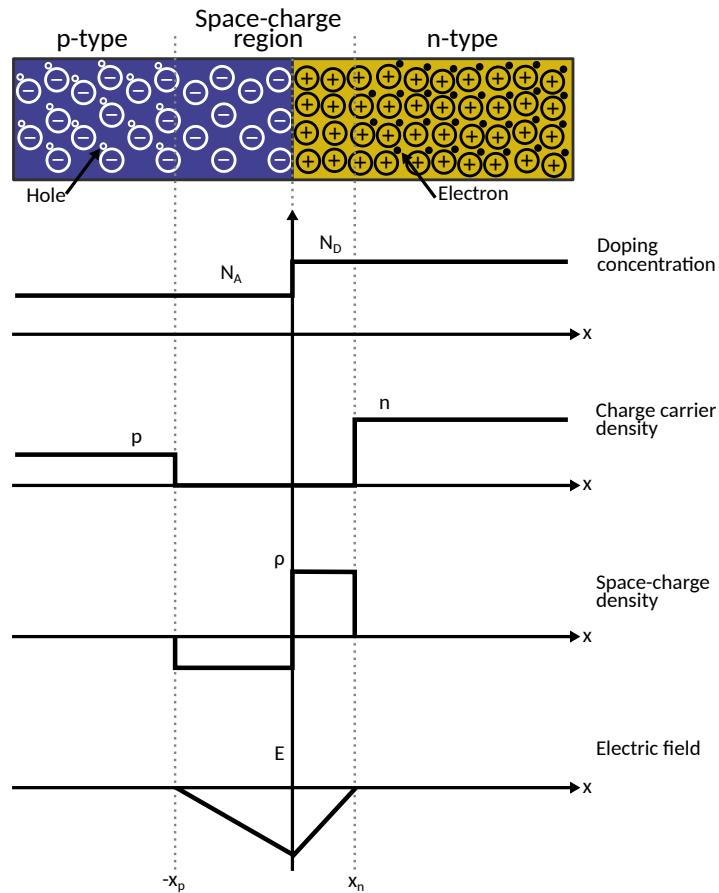 Space-charge
region
p-type
n-type
Hole
Electron
N_D
N_A
Doping
concentration
x
n
p
Charge carrier
density
x
ρ
Space-charge
density
x
E
Electric field
x
-x_p
x_n